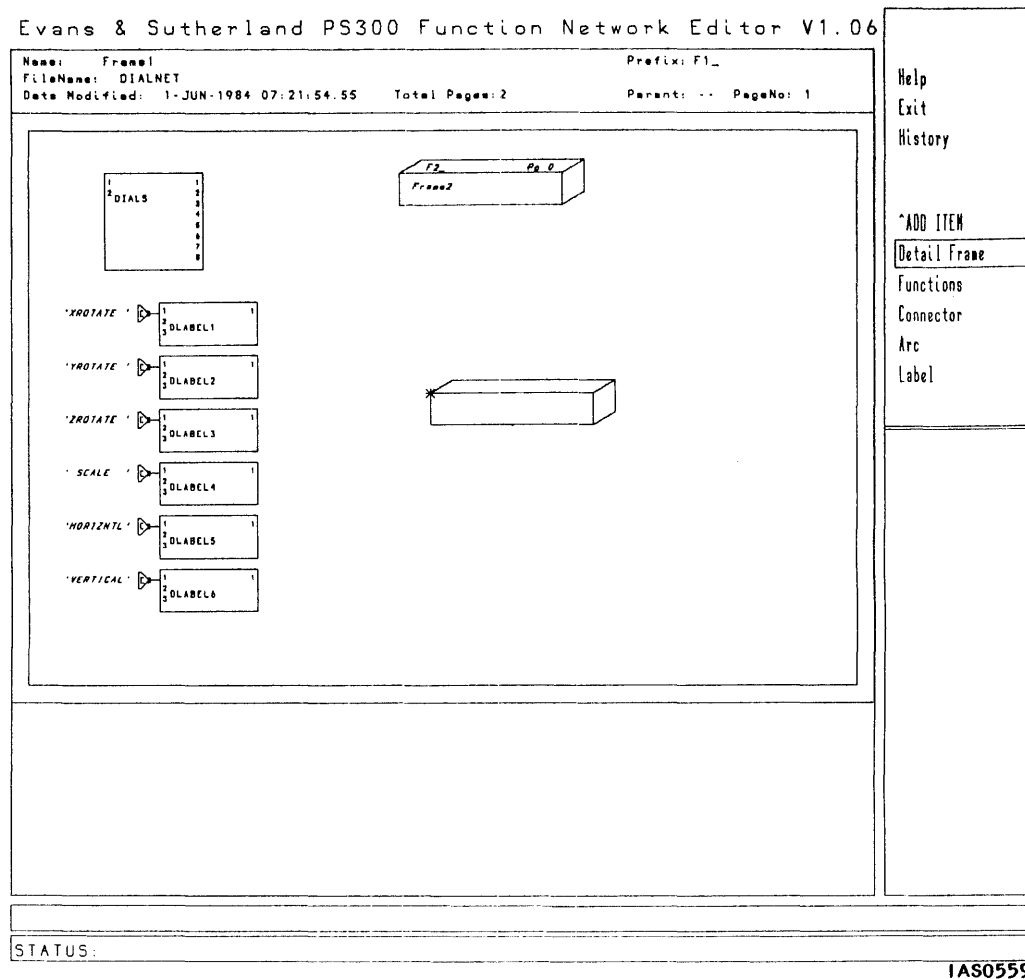 Evans & Sutherland PS300 Function Network Editor V1.06
Name: Frame1 Prefix: F1_
FileName: DIALNET
Date Modified: 1-JUN-1984 07:21:54.55 Total Pages: 2 Parent: -- PageNo: 1
Help
Exit
History
^ADD ITEM
Detail Frame
Functions
Connector
Arc
Label
F2_ Pg 0
Frame2
1 1
2 DIALS 2
3
4
5
6
7
8
'XROTATE ' C 1 1
2
3 DLABEL1
'YROTATE ' C 1 1
2
3 DLABEL2
'ZROTATE ' C 1 1
2
3 DLABEL3
' SCALE ' C 1 1
2
3 DLABEL4
'HORIZNTL' C 1 1
2
3 DLABEL5
'VERTICAL' C 1 1
2
3 DLABEL6
STATUS:
IAS0559